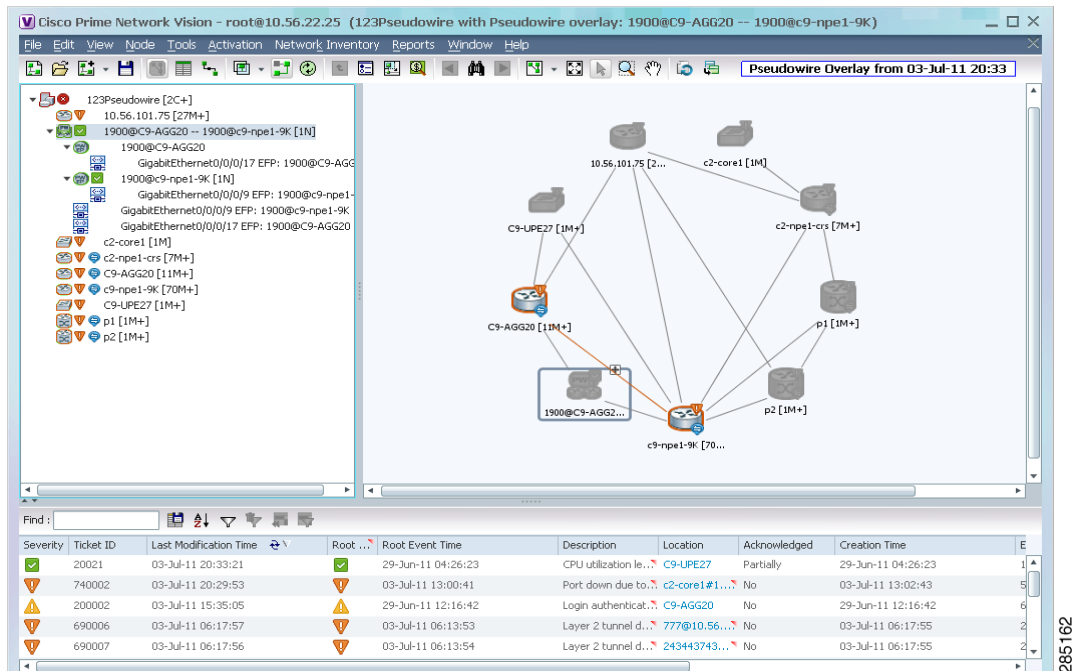 Cisco Prime Network Vision - root@10.56.22.25 (123Pseudowire with Pseudowire overlay: 1900@C9-AGG20 -- 1900@c9-npe1-9K)
File Edit View Node Tools Activation Network Inventory Reports Window Help
Pseudowire Overlay from 03-Jul-11 20:33
123Pseudowire [2C+]
10.56.101.75 [27M+]
1900@C9-AGG20 -- 1900@c9-npe1-9K [1N]
1900@C9-AGG20
GigabitEthernet0/0/0/17 EFP: 1900@C9-AGG
1900@c9-npe1-9K [1N]
GigabitEthernet0/0/0/9 EFP: 1900@c9-npe1-
GigabitEthernet0/0/0/9 EFP: 1900@c9-npe1-9K
GigabitEthernet0/0/0/17 EFP: 1900@C9-AGG20
c2-core1 [1M]
c2-npe1-crs [7M+]
C9-AGG20 [11M+]
c9-npe1-9K [70M+]
C9-UPE27 [1M+]
p1 [1M+]
p2 [1M+]
10.56.101.75 [2...
c2-core1 [1M]
C9-UPE27 [1M+]
c2-npe1-crs [7M+]
C9-AGG20 [11M+]
p1 [1M+]
1900@C9-AGG2...
p2 [1M+]
c9-npe1-9K [70...
Find :
Severity Ticket ID Last Modification Time Root ... Root Event Time Description Location Acknowledged Creation Time E
20021 03-Jul-11 20:33:21 29-Jun-11 04:26:23 CPU utilization le... C9-UPE27 Partially 29-Jun-11 04:26:23 1
740002 03-Jul-11 20:29:53 03-Jul-11 13:00:41 Port down due to... c2-core1#1... No 03-Jul-11 13:02:43 5
200002 03-Jul-11 15:35:05 29-Jun-11 12:16:42 Login authenticat... C9-AGG20 No 29-Jun-11 12:16:42 6
690006 03-Jul-11 06:17:57 03-Jul-11 06:13:53 Layer 2 tunnel d... 777@10.56... No 03-Jul-11 06:17:55 2
690007 03-Jul-11 06:17:56 03-Jul-11 06:13:54 Layer 2 tunnel d... 243443743... No 03-Jul-11 06:17:55 2
285162